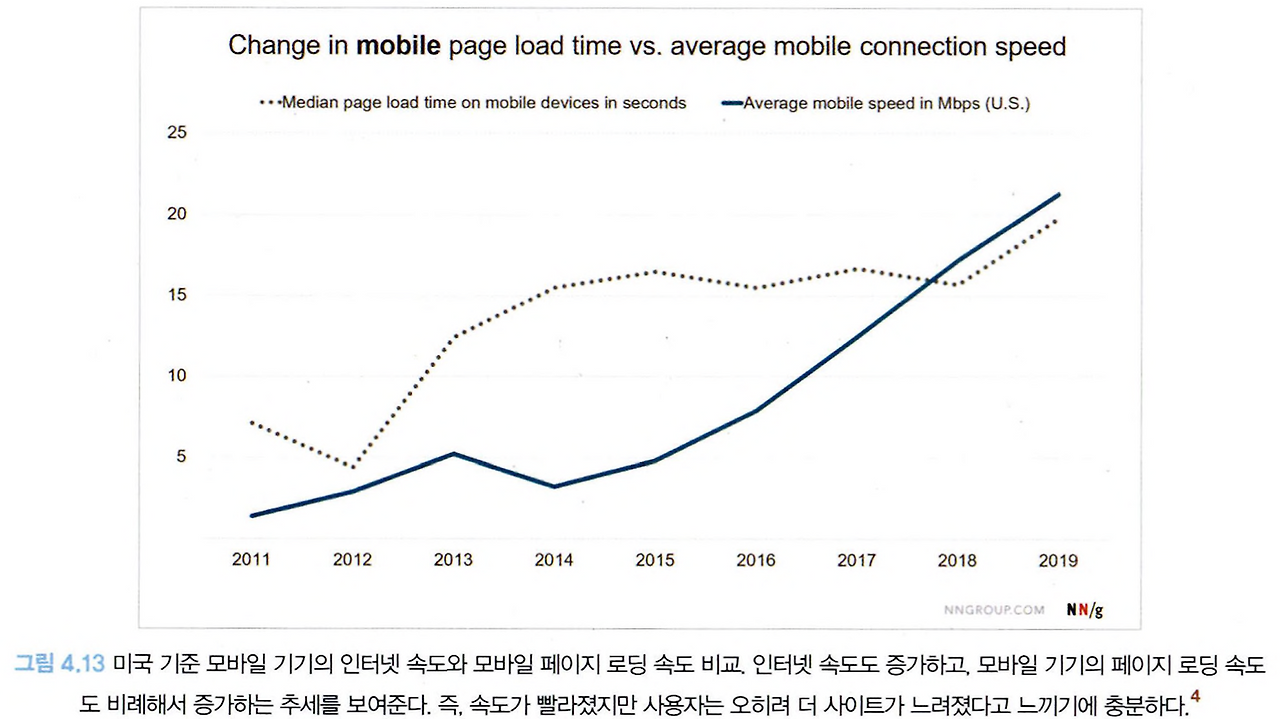 Change in mobile page load time vs. average mobile connection speed
Median page load time on mobile devices in seconds Average mobile speed in Mbps (U.S.)
25
20
15
10
5
2011 2012 2013 2014 2015 2016 2017 2018 2019
NNGROUP.COM NN/g
그림 4.13 미국 기준 모바일 기기의 인터넷 속도와 모바일 페이지 로딩 속도 비교. 인터넷 속도도 증가하고, 모바일 기기의 페이지 로딩 속도
도 비례해서 증가하는 추세를 보여준다. 즉, 속도가 빨라졌지만 사용자는 오히려 더 사이트가 느려졌다고 느끼기에 충분하다.4